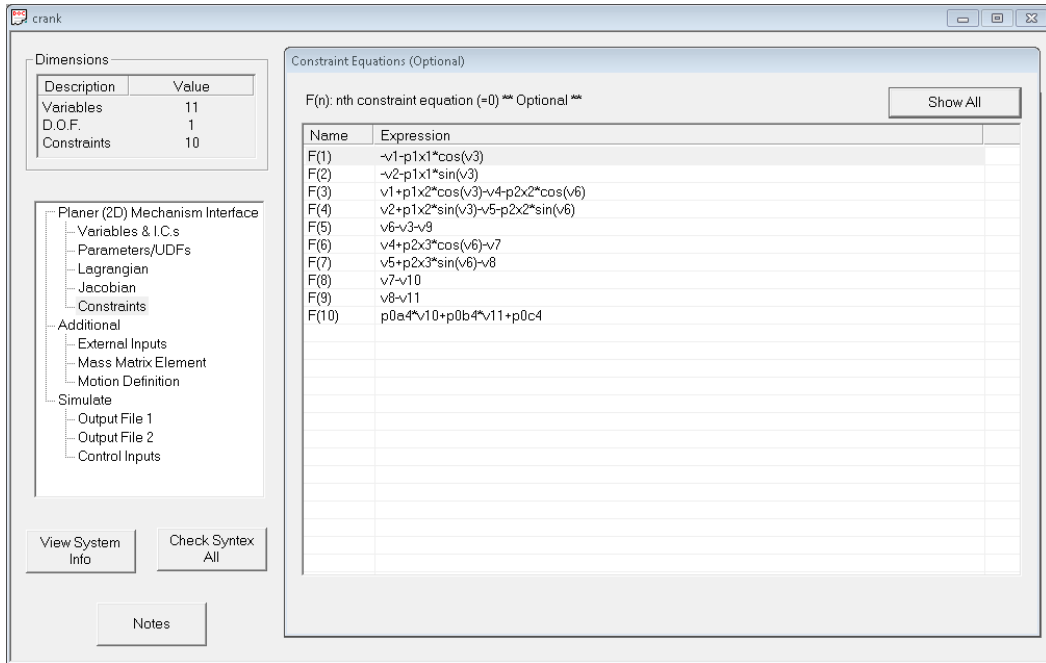 crank
Dimensions
Description Value
Variables 11
D.O.F. 1
Constraints 10
Planer (2D) Mechanism Interface
Variables & I.C.s
Parameters/UDFs
Lagrangian
Jacobian
Constraints
Additional
External Inputs
Mass Matrix Element
Motion Definition
Simulate
Output File 1
Output File 2
Control Inputs
View System
Info
Check Syntex
All
Notes
Constraint Equations (Optional)
F(n): nth constraint equation (=0) ** Optional **
Show All
Name Expression
F(1) -v1-p1x1*cos(v3)
F(2) -v2-p1x1*sin(v3)
F(3) v1+p1x2*cos(v3)-v4-p2x2*cos(v6)
F(4) v2+p1x2*sin(v3)-v5-p2x2*sin(v6)
F(5) v6-v3-v9
F(6) v4+p2x3*cos(v6)-v7
F(7) v5+p2x3*sin(v6)-v8
F(8) v7-v10
F(9) v8-v11
F(10) p0a4*v10+p0b4*v11+p0c4